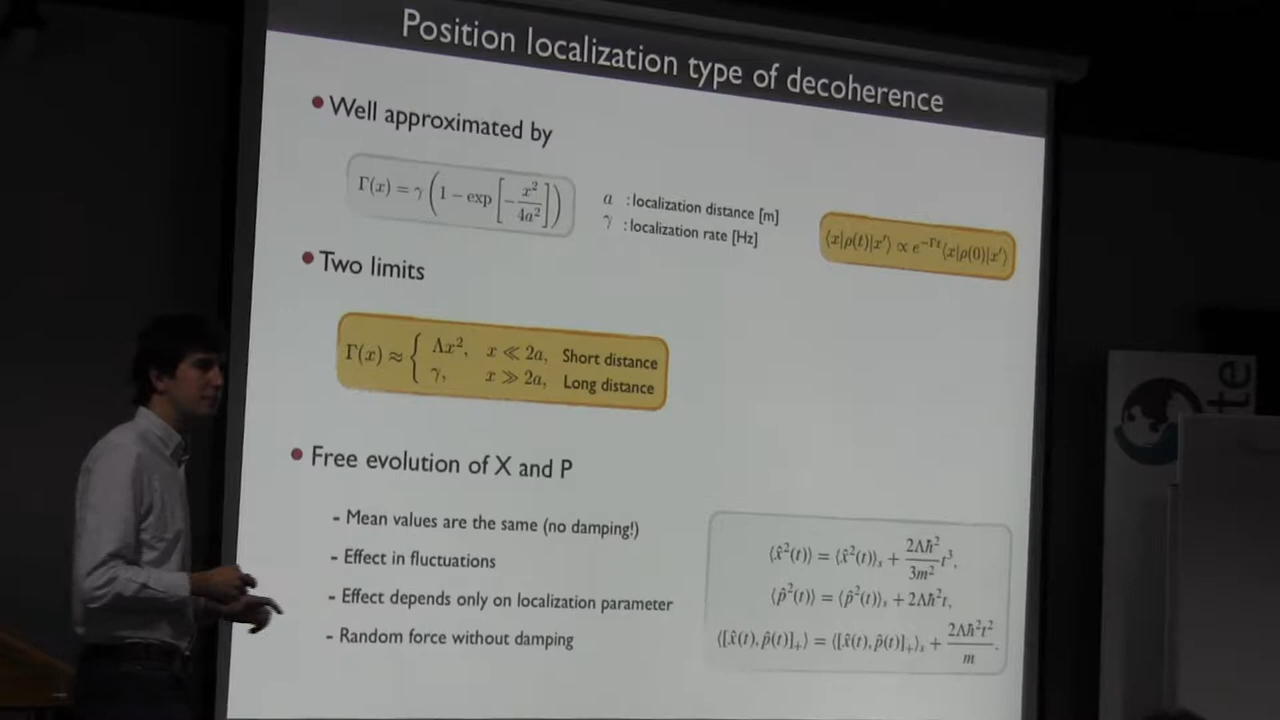 Position localization type of decoherence
• Well approximated by
Γ(x) = γ (1 − exp[−x²/4a²])
a : localization distance [m]
γ : localization rate [Hz]
⟨x|ρ(t)|x′⟩ ∝ e^{−Γt}⟨x|ρ(0)|x′⟩
• Two limits
Γ(x) ≈ { Λx², x ≪ 2a, Short distance
γ, x ≫ 2a, Long distance
• Free evolution of X and P
- Mean values are the same (no damping!)
- Effect in fluctuations
- Effect depends only on localization parameter
- Random force without damping
⟨x̂²(t)⟩ = ⟨x̂²(t)⟩ₛ + 2Λħ²/3m² t³,
⟨p̂²(t)⟩ = ⟨p̂²(t)⟩ₛ + 2Λħ²t,
⟨[x̂(t), p̂(t)]₊⟩ = ⟨[x̂(t), p̂(t)]₊⟩ₛ + 2Λħ²t²/m.
te